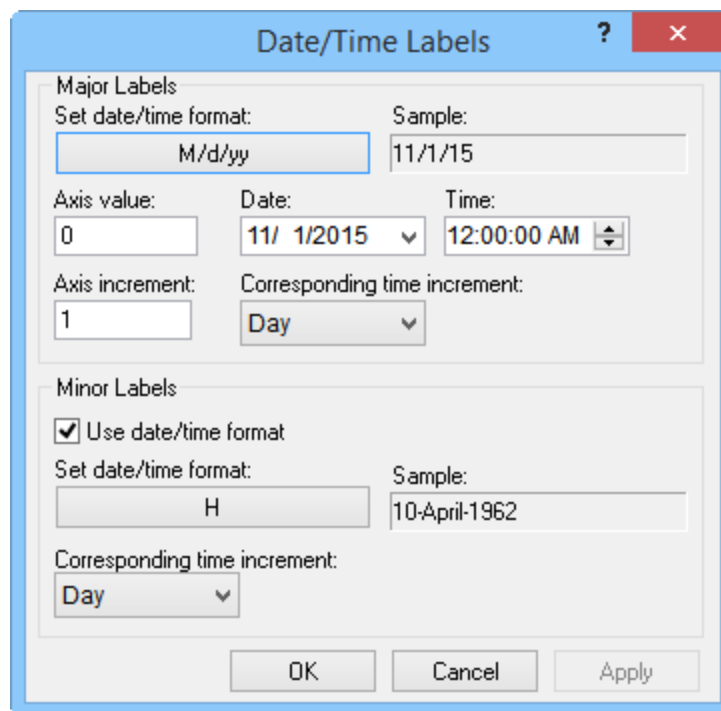 Date/Time Labels ?
Major Labels
Set date/time format: Sample:
M/d/yy 11/1/15
Axis value: Date: Time:
0 11/ 1/2015 12:00:00 AM
Axis increment: Corresponding time increment:
1 Day
Minor Labels
Use date/time format
Set date/time format: Sample:
H 10-April-1962
Corresponding time increment:
Day
OK Cancel Apply